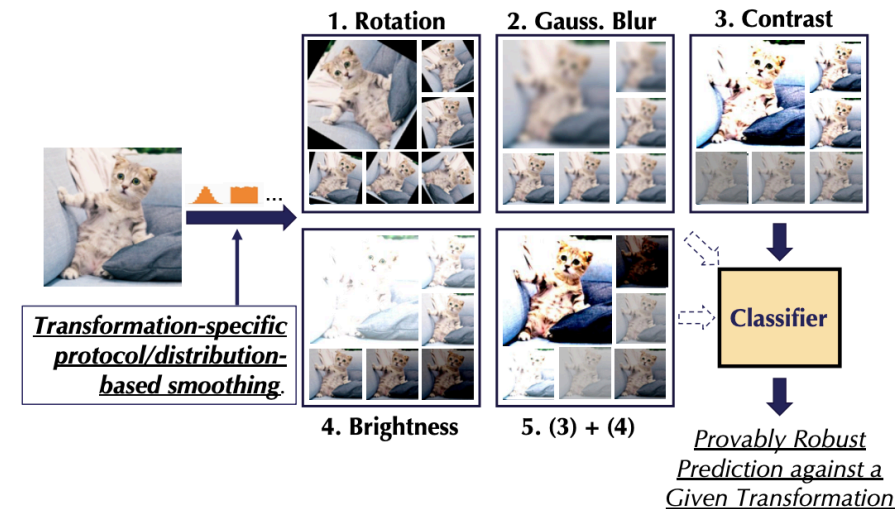 1. Rotation
2. Gauss. Blur
3. Contrast
...
Transformation-specific
protocol/distribution-
based smoothing.
4. Brightness
5. (3) + (4)
Classifier
Provably Robust
Prediction against a
Given Transformation